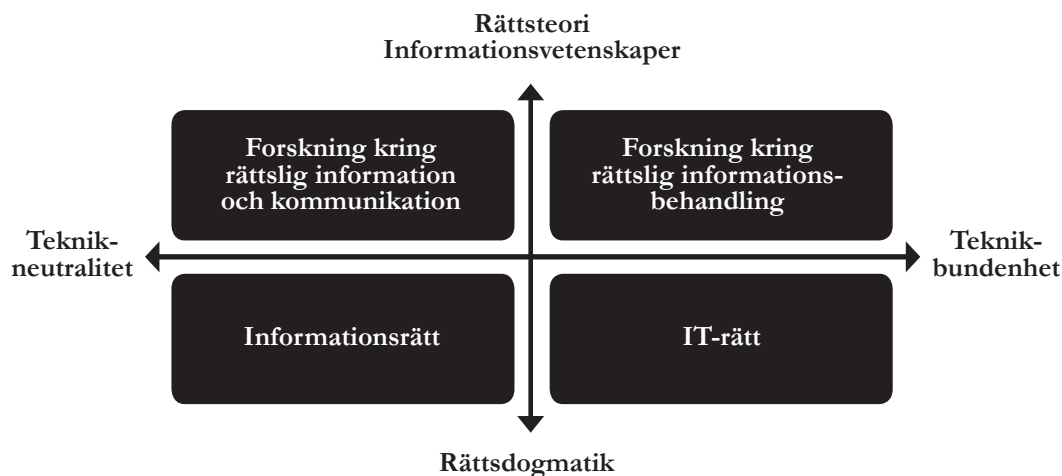 Rättsteori
Informationsvetenskaper
Forskning kring
rättslig information
och kommunikation
Forskning kring
rättslig informations-
behandling
Teknik-
neutralitet
Teknik-
bundenhet
Informationsrätt
IT-rätt
Rättsdogmatik